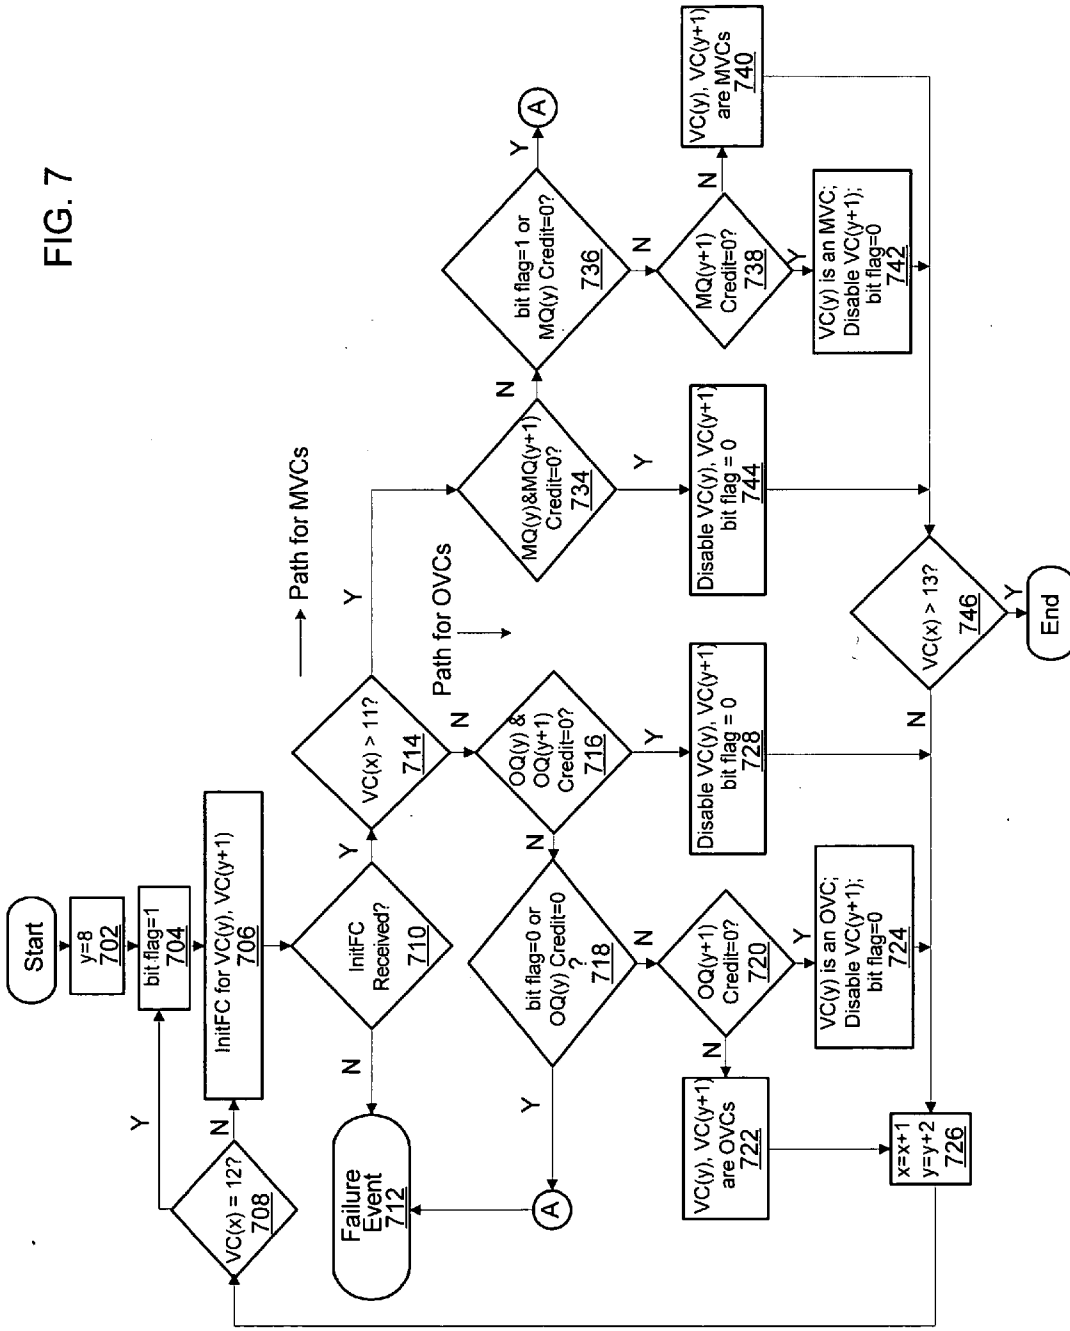 FIG. 7
Start
y=8
702
bit flag=1
704
InitFC for VC(y), VC(y+1)
706
VC(x) = 12?
708
Y
N
InitFC
Received?
710
Y
N
Failure
Event
712
VC(x) > 11?
714
Y
N
Path for MVCs
Path for OVCs
OQ(y) &
OQ(y+1)
Credit=0?
716
N
Y
bit flag=0 or
OQ(y) Credit=0
?
718
Y
N
A
OQ(y+1)
Credit=0?
720
N
Y
VC(y), VC(y+1)
are OVCs
722
VC(y) is an OVC;
Disable VC(y+1);
bit flag=0
724
x=x+1
y=y+2
726
Disable VC(y), VC(y+1)
bit flag = 0
728
MQ(y)&MQ(y+1)
Credit=0?
734
N
Y
bit flag=1 or
MQ(y) Credit=0?
736
Y
N
A
MQ(y+1)
Credit=0?
738
N
Y
VC(y), VC(y+1)
are MVCs
740
VC(y) is an MVC;
Disable VC(y+1);
bit flag=0
742
Disable VC(y), VC(y+1)
bit flag = 0
744
VC(x) > 13?
746
N
Y
End